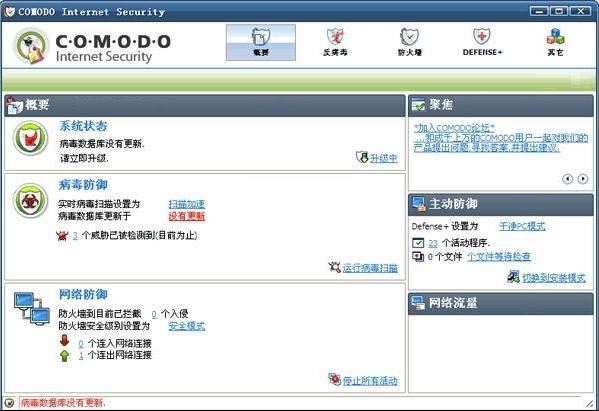 COMODO Internet Security
C·O·M·O·D·O
Internet Security
概要
反病毒
防火墙
DEFENSE+
其它
概要
系统状态
病毒数据库没有更新.
请立即升级.
升级中
病毒防御
实时病毒扫描设置为 扫描加速
病毒数据库更新于 没有更新
3 个威胁已被检测到(目前为止)
运行病毒扫描
网络防御
防火墙到目前已拦截 0 个入侵
防火墙安全级别设置为 安全模式
0 个连入网络连接
1 个连出网络连接
停止所有活动
聚焦
"加入COMODO论坛"
...和成千上万的COMODO用户一起对我们的
产品提出问题,寻找答案,并提出建议.
主动防御
Defense+ 设置为 干净PC模式
23 个活动程序.
0 个文件 个文件等待检查
切换到安装模式
网络流量
病毒数据库没有更新.